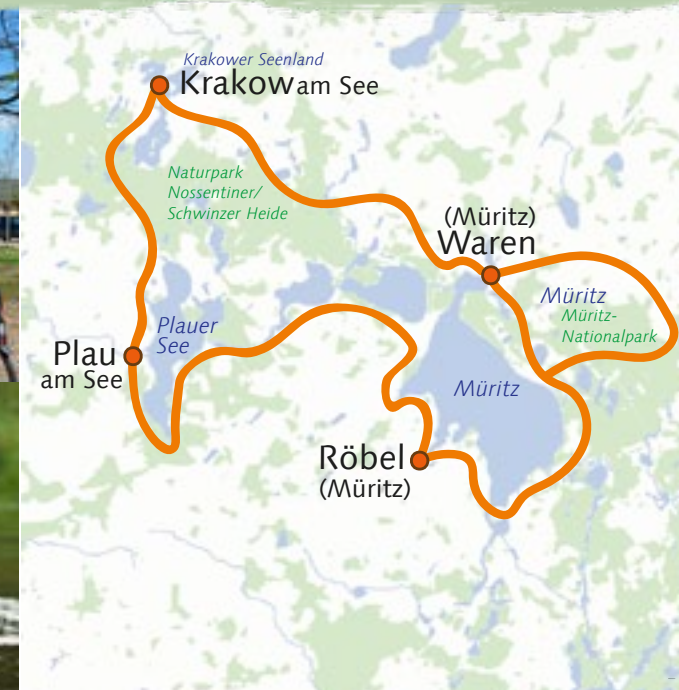 Krakower Seenland
Krakow am See
Naturpark
Nossentiner/
Schwinzer Heide
(Müritz)
Waren
Müritz
Müritz-
Nationalpark
Plauer
See
Plau
am See
Müritz
Röbel
(Müritz)